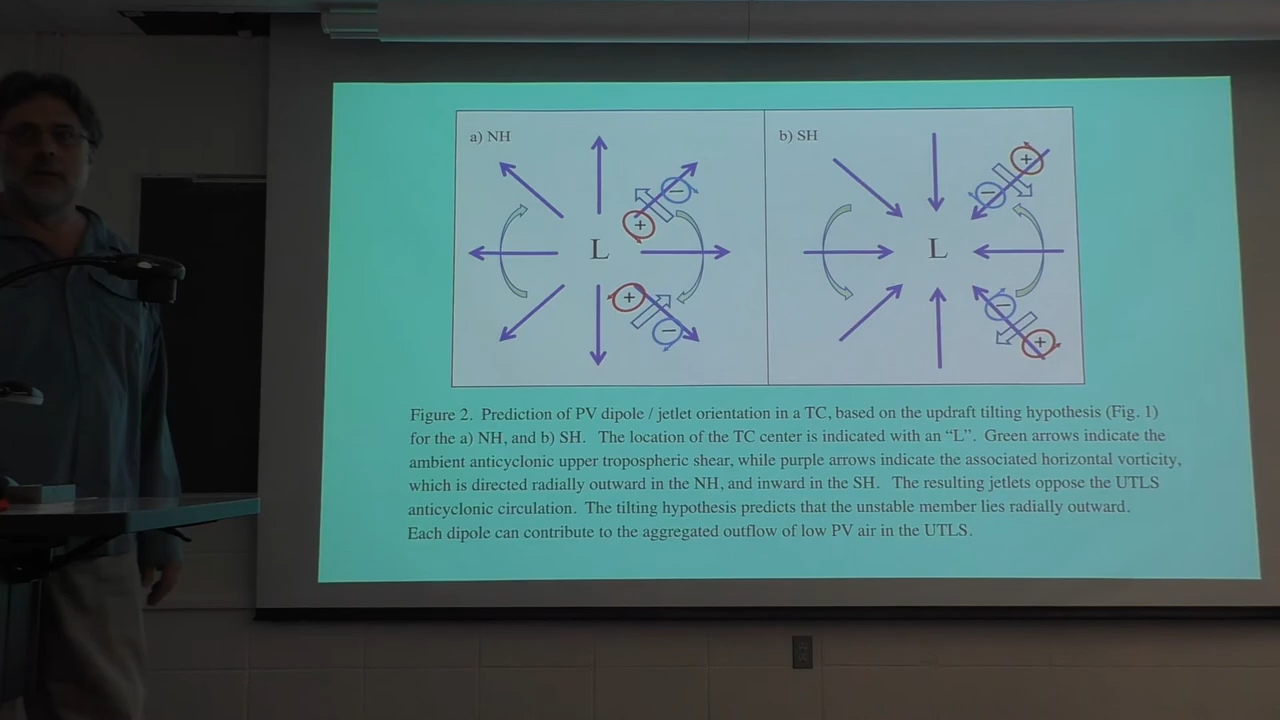 a) NH
b) SH
+
−
L
+
−
−
+
L
−
+
Figure 2. Prediction of PV dipole / jetlet orientation in a TC, based on the updraft tilting hypothesis (Fig. 1)
for the a) NH, and b) SH. The location of the TC center is indicated with an “L”. Green arrows indicate the
ambient anticyclonic upper tropospheric shear, while purple arrows indicate the associated horizontal vorticity,
which is directed radially outward in the NH, and inward in the SH. The resulting jetlets oppose the UTLS
anticyclonic circulation. The tilting hypothesis predicts that the unstable member lies radially outward.
Each dipole can contribute to the aggregated outflow of low PV air in the UTLS.